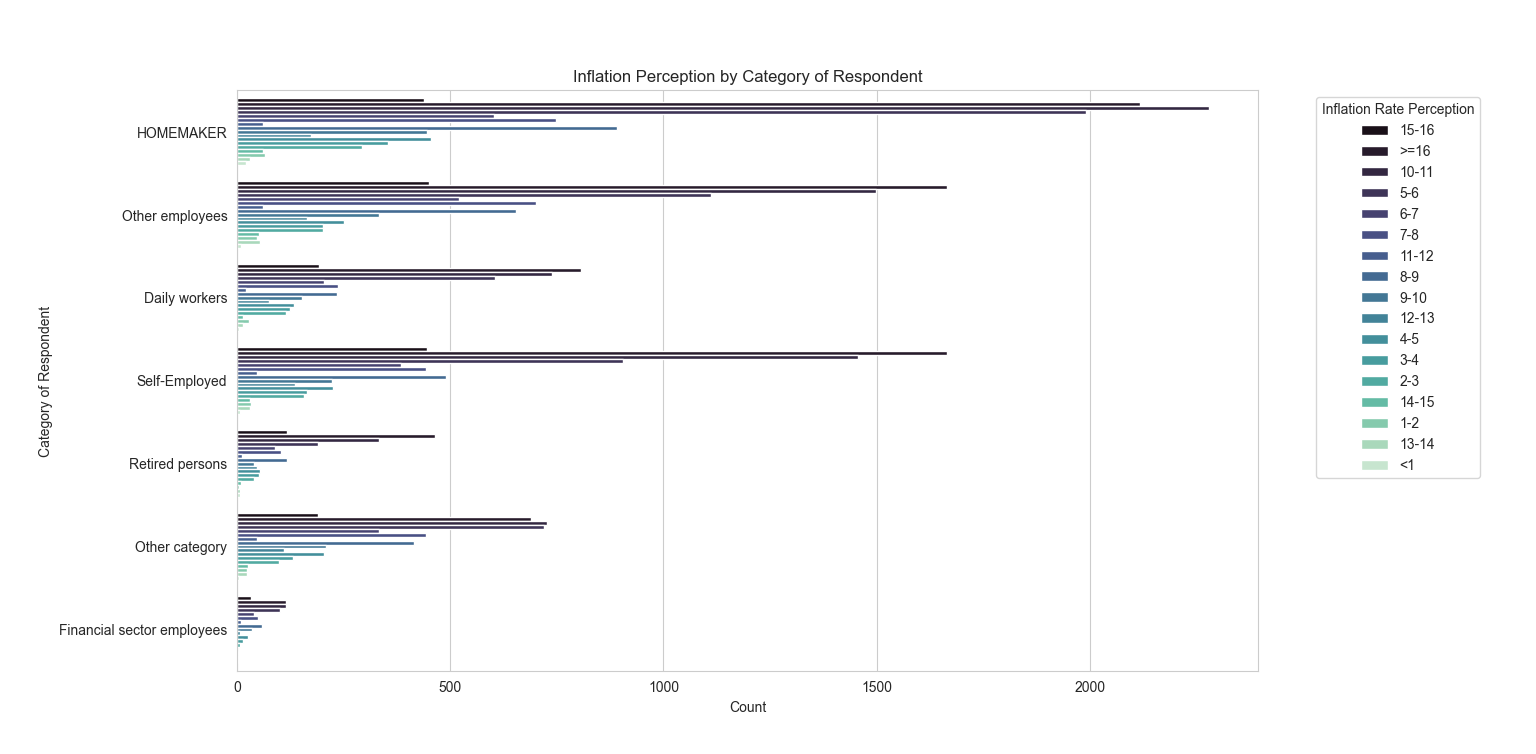 Inflation Perception by Category of Respondent
Category of Respondent
HOMEMAKER
Other employees
Daily workers
Self-Employed
Retired persons
Other category
Financial sector employees
0 500 1000 1500 2000
Count
Inflation Rate Perception
15-16
>=16
10-11
5-6
6-7
7-8
11-12
8-9
9-10
12-13
4-5
3-4
2-3
14-15
1-2
13-14
<1